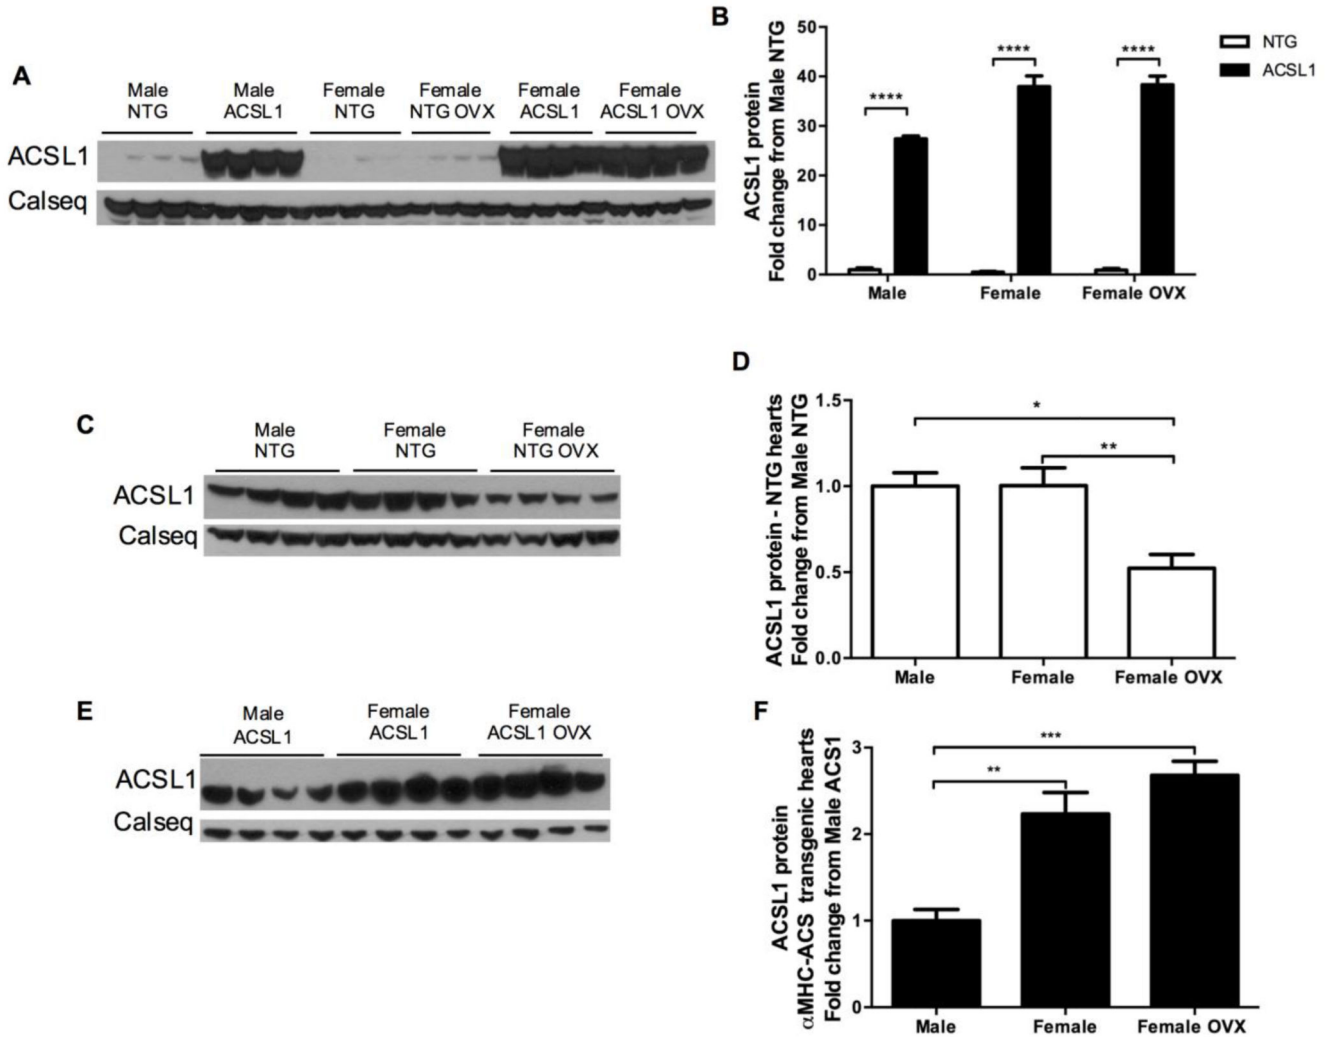 A
Male
NTG
Male
ACSL1
Female
NTG
Female
NTG OVX
Female
ACSL1
Female
ACSL1 OVX
ACSL1
Calseq
B
ACSL1 protein
Fold change from Male NTG
50
40
30
20
10
0
****
****
****
Male
Female
Female OVX
NTG
ACSL1
C
Male
NTG
Female
NTG
Female
NTG OVX
ACSL1
Calseq
D
ACSL1 protein - NTG hearts
Fold change from Male NTG
1.5
1.0
0.5
0.0
*
**
Male
Female
Female OVX
E
Male
ACSL1
Female
ACSL1
Female
ACSL1 OVX
ACSL1
Calseq
F
ACSL1 protein
αMHC-ACS transgenic hearts
Fold change from Male ACS1
3
2
1
0
***
**
Male
Female
Female OVX